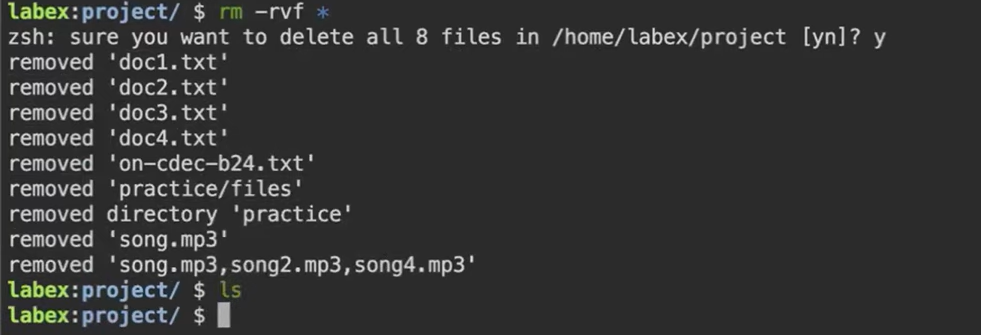 labex:project/ $ rm -rvf *
zsh: sure you want to delete all 8 files in /home/labex/project [yn]? y
removed 'doc1.txt'
removed 'doc2.txt'
removed 'doc3.txt'
removed 'doc4.txt'
removed 'on-cdec-b24.txt'
removed 'practice/files'
removed directory 'practice'
removed 'song.mp3'
removed 'song.mp3,song2.mp3,song4.mp3'
labex:project/ $ ls
labex:project/ $